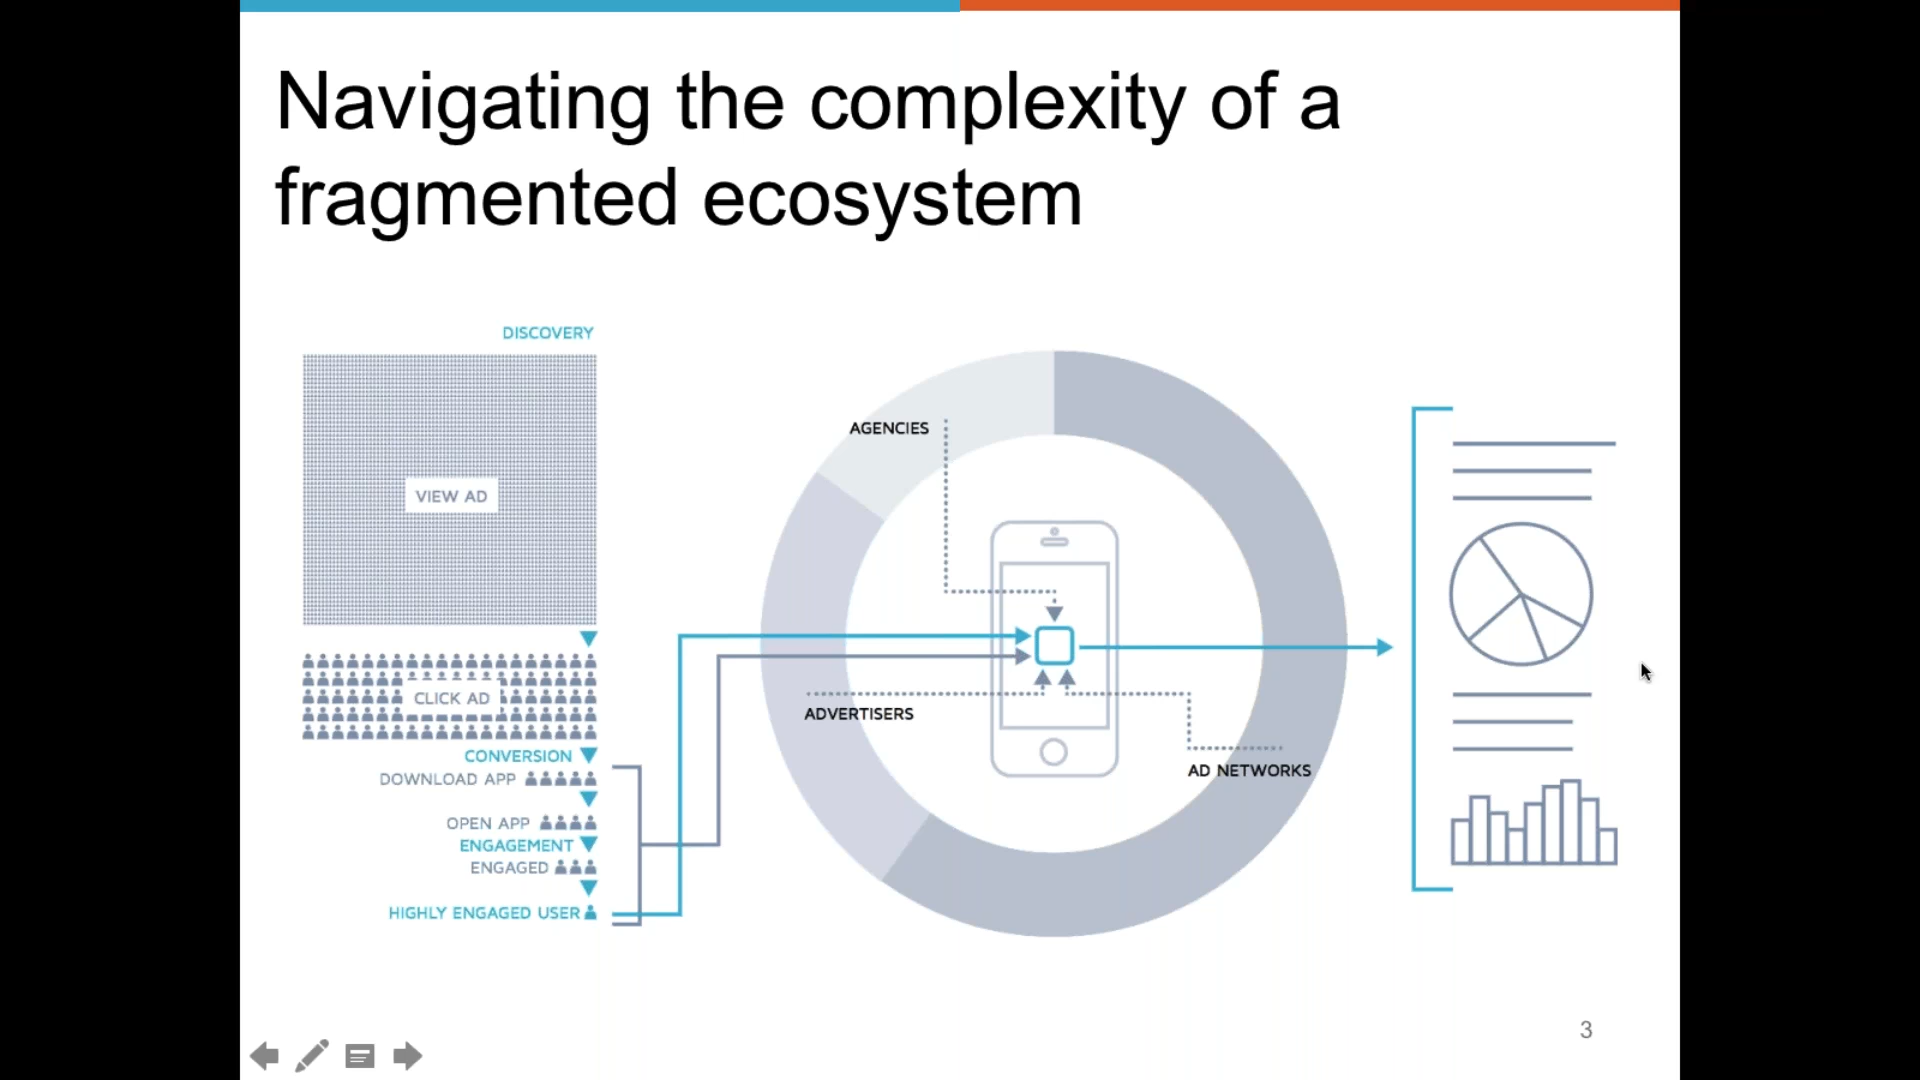 Navigating the complexity of a
fragmented ecosystem
DISCOVERY
VIEW AD
CLICK AD
CONVERSION
DOWNLOAD APP
OPEN APP
ENGAGEMENT
ENGAGED
HIGHLY ENGAGED USER
AGENCIES
ADVERTISERS
AD NETWORKS
3